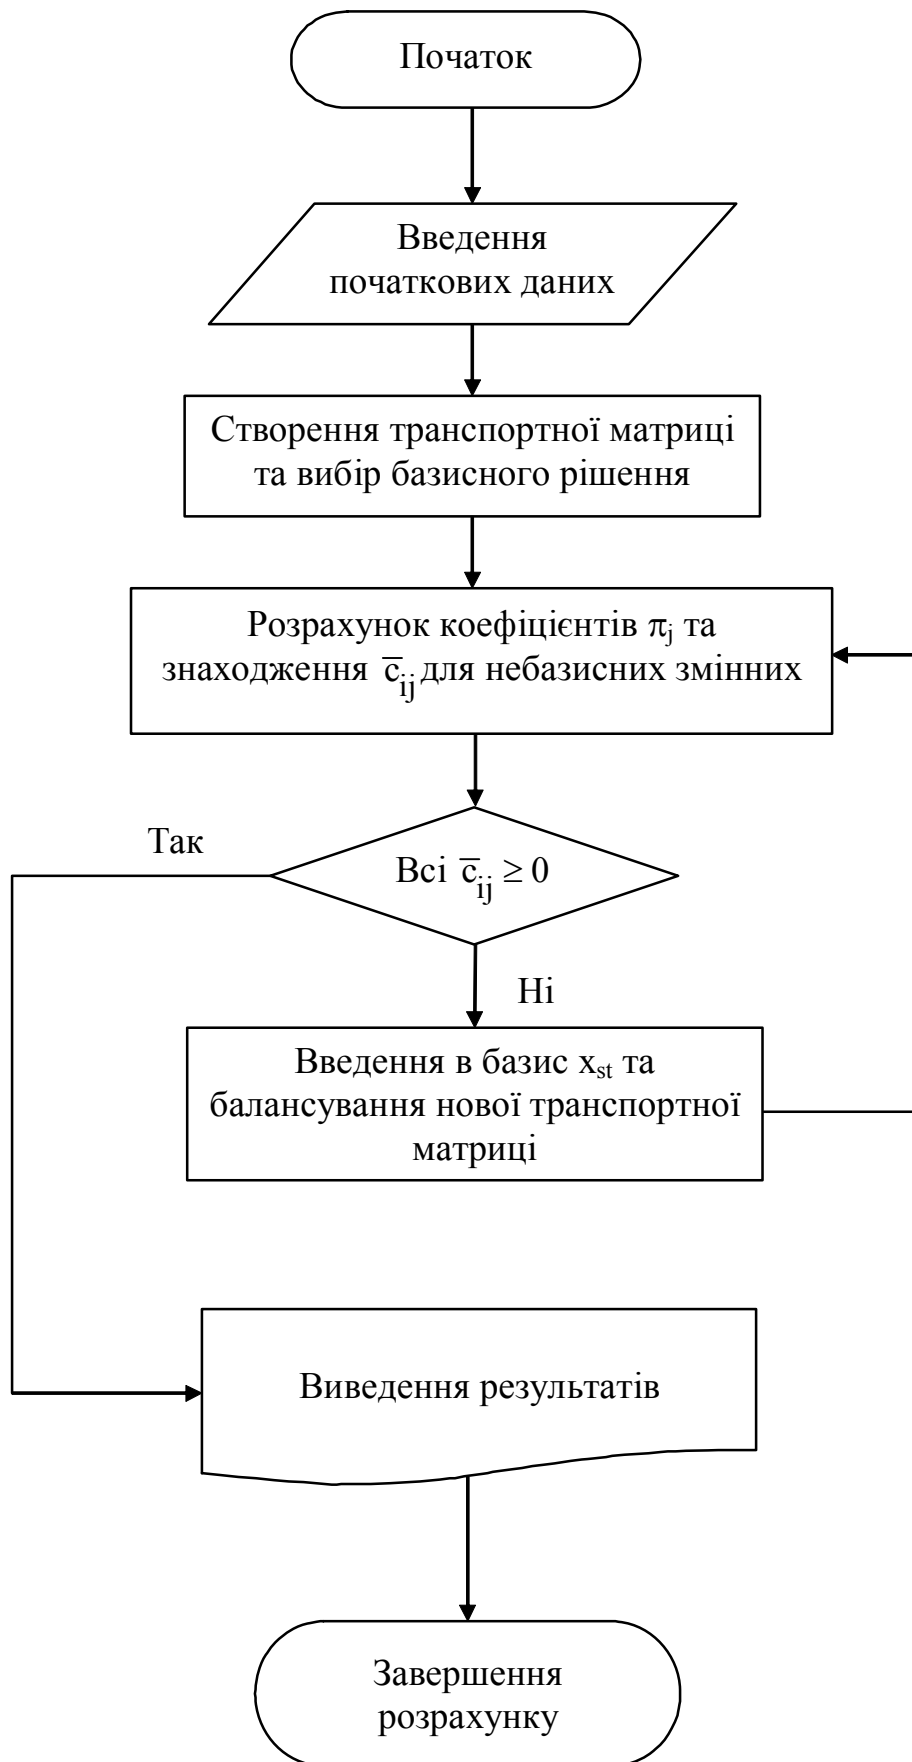 Початок
Введення
початкових даних
Створення транспортної матриці
та вибір базисного рішення
Розрахунок коефіцієнтів πj та
знаходження c̅ij для небазисних змінних
Так
Всі c̅ij ≥ 0
Ні
Введення в базис xst та
балансування нової транспортної
матриці
Виведення результатів
Завершення
розрахунку